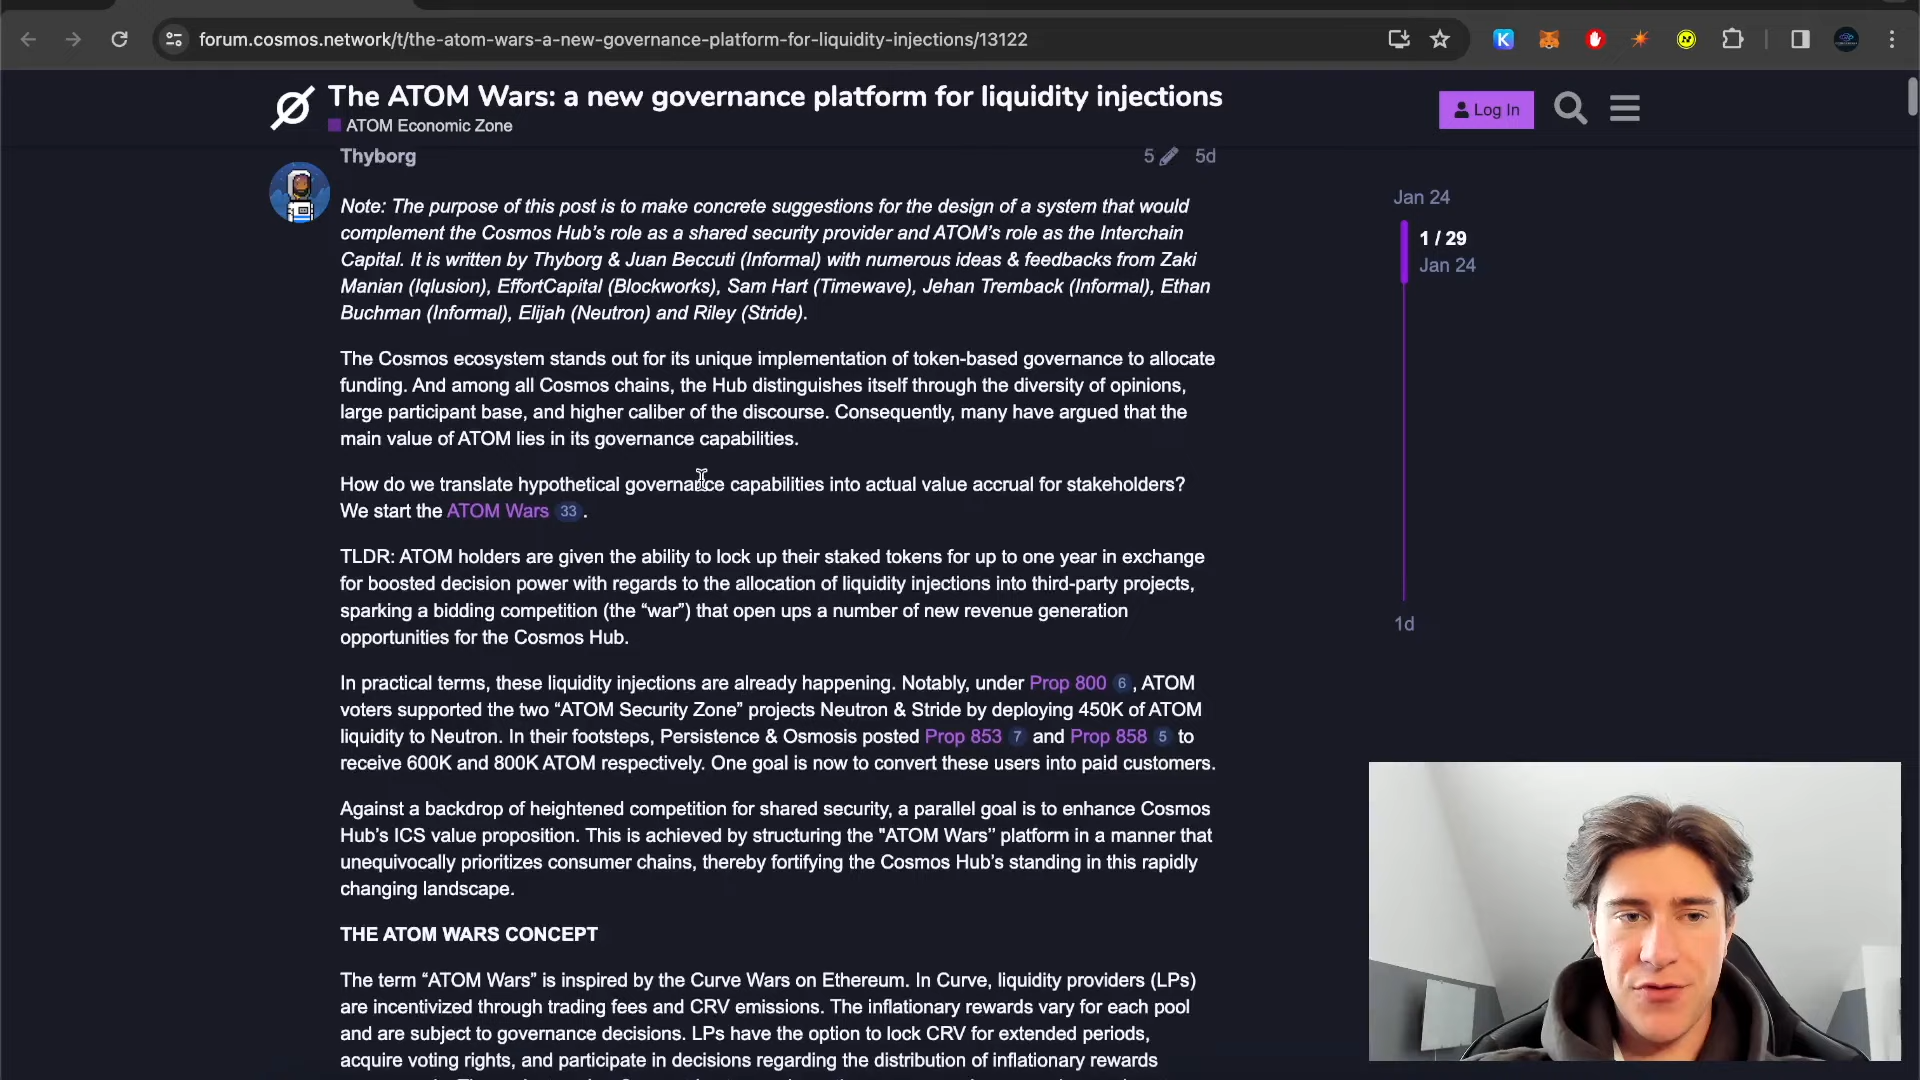 forum.cosmos.network/t/the-atom-wars-a-new-governance-platform-for-liquidity-injections/13122
The ATOM Wars: a new governance platform for liquidity injections
ATOM Economic Zone
Log In
Thyborg
5
5d
Note: The purpose of this post is to make concrete suggestions for the design of a system that would
complement the Cosmos Hub’s role as a shared security provider and ATOM’s role as the Interchain
Capital. It is written by Thyborg & Juan Beccuti (Informal) with numerous ideas & feedbacks from Zaki
Manian (Iqlusion), EffortCapital (Blockworks), Sam Hart (Timewave), Jehan Tremback (Informal), Ethan
Buchman (Informal), Elijah (Neutron) and Riley (Stride).
The Cosmos ecosystem stands out for its unique implementation of token-based governance to allocate
funding. And among all Cosmos chains, the Hub distinguishes itself through the diversity of opinions,
large participant base, and higher caliber of the discourse. Consequently, many have argued that the
main value of ATOM lies in its governance capabilities.
How do we translate hypothetical governance capabilities into actual value accrual for stakeholders?
We start the ATOM Wars 33 .
TLDR: ATOM holders are given the ability to lock up their staked tokens for up to one year in exchange
for boosted decision power with regards to the allocation of liquidity injections into third-party projects,
sparking a bidding competition (the “war”) that open ups a number of new revenue generation
opportunities for the Cosmos Hub.
In practical terms, these liquidity injections are already happening. Notably, under Prop 800 6 , ATOM
voters supported the two “ATOM Security Zone” projects Neutron & Stride by deploying 450K of ATOM
liquidity to Neutron. In their footsteps, Persistence & Osmosis posted Prop 853 7 and Prop 858 5 to
receive 600K and 800K ATOM respectively. One goal is now to convert these users into paid customers.
Against a backdrop of heightened competition for shared security, a parallel goal is to enhance Cosmos
Hub’s ICS value proposition. This is achieved by structuring the "ATOM Wars’’ platform in a manner that
unequivocally prioritizes consumer chains, thereby fortifying the Cosmos Hub’s standing in this rapidly
changing landscape.
THE ATOM WARS CONCEPT
The term “ATOM Wars” is inspired by the Curve Wars on Ethereum. In Curve, liquidity providers (LPs)
are incentivized through trading fees and CRV emissions. The inflationary rewards vary for each pool
and are subject to governance decisions. LPs have the option to lock CRV for extended periods,
acquire voting rights, and participate in decisions regarding the distribution of inflationary rewards
Jan 24
1 / 29
Jan 24
1d